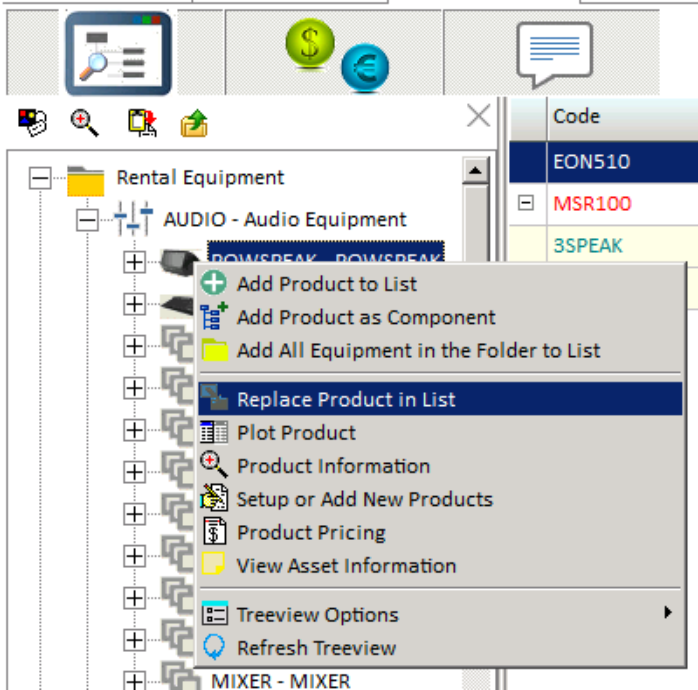 $
€
Code
EON510
MSR100
3SPEAK
Rental Equipment
AUDIO - Audio Equipment
POWSPEAK - POWSPEAK
Add Product to List
Add Product as Component
Add All Equipment in the Folder to List
Replace Product in List
Plot Product
Product Information
Setup or Add New Products
Product Pricing
View Asset Information
Treeview Options
Refresh Treeview
MIXER - MIXER